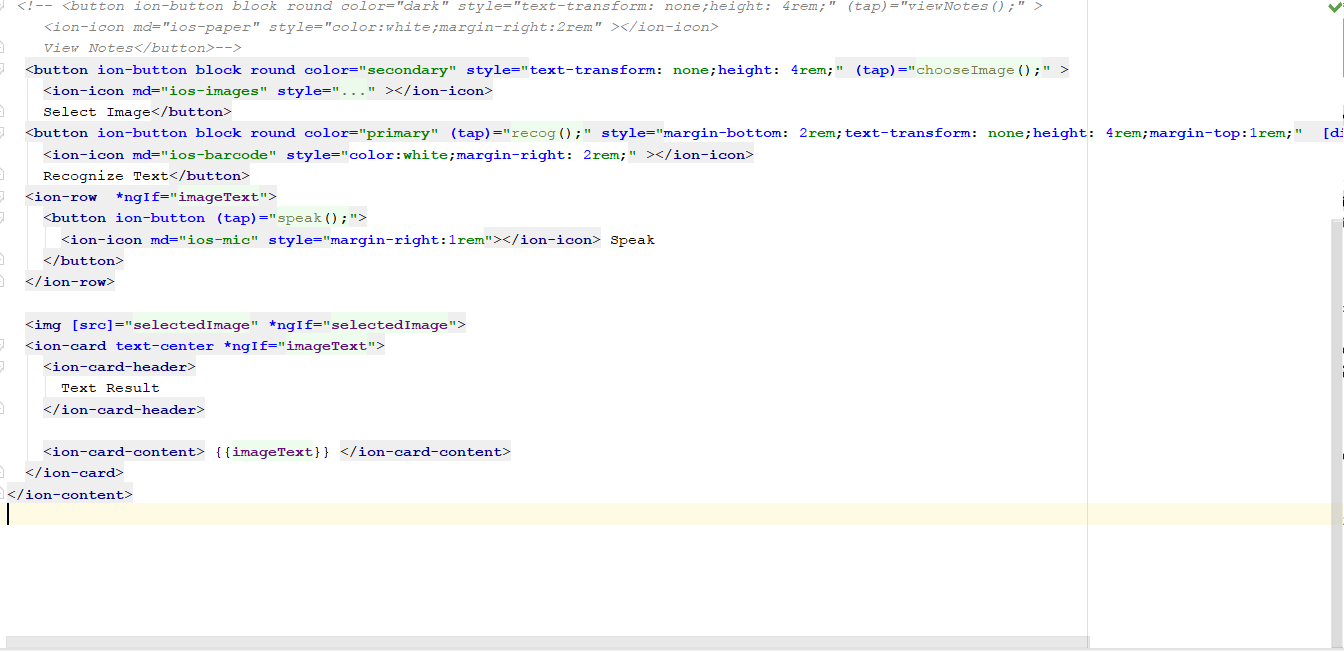 <!-- <button ion-button block round color="dark" style="text-transform: none;height: 4rem;" (tap)="viewNotes();" >
<ion-icon md="ios-paper" style="color:white;margin-right:2rem" ></ion-icon>
View Notes</button>-->
<button ion-button block round color="secondary" style="text-transform: none;height: 4rem;" (tap)="chooseImage();" >
<ion-icon md="ios-images" style="..." ></ion-icon>
Select Image</button>
<button ion-button block round color="primary" (tap)="recog();" style="margin-bottom: 2rem;text-transform: none;height: 4rem;margin-top:1rem;" [di
<ion-icon md="ios-barcode" style="color:white;margin-right: 2rem;" ></ion-icon>
Recognize Text</button>
<ion-row *ngIf="imageText">
<button ion-button (tap)="speak();">
<ion-icon md="ios-mic" style="margin-right:1rem"></ion-icon> Speak
</button>
</ion-row>
<img [src]="selectedImage" *ngIf="selectedImage">
<ion-card text-center *ngIf="imageText">
<ion-card-header>
Text Result
</ion-card-header>
<ion-card-content> {{imageText}} </ion-card-content>
</ion-card>
</ion-content>